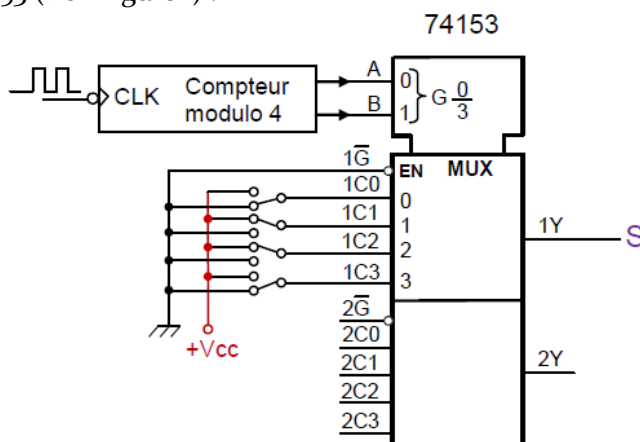 74153
CLK
Compteur
modulo 4
A
B
0
1
G 0/3
1G̅
1C0
1C1
1C2
1C3
EN
MUX
0
1
2
3
1Y
S
+Vcc
2G̅
2C0
2C1
2C2
2C3
2Y